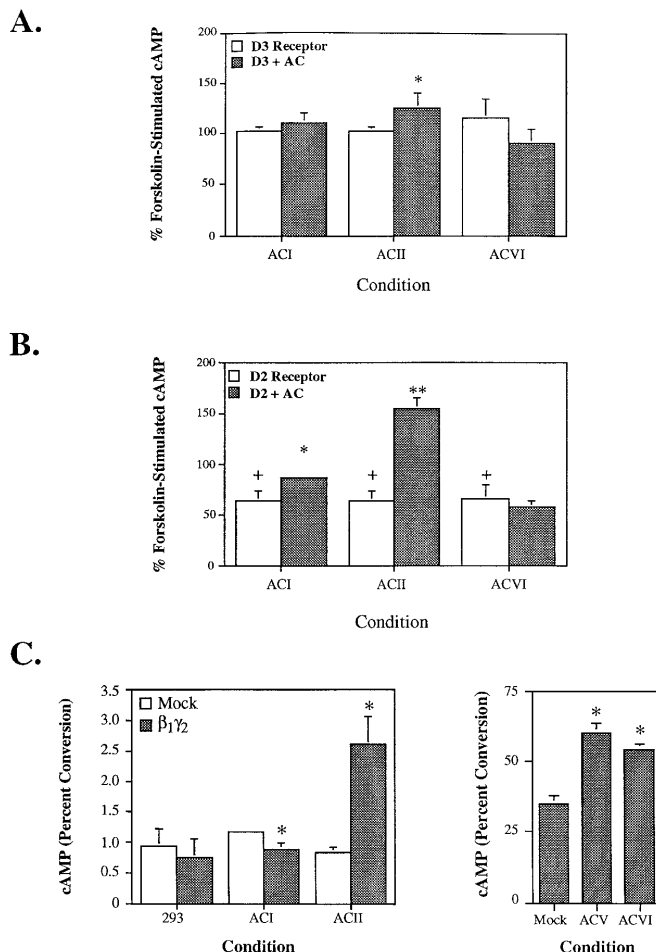 A.
% Forskolin-Stimulated cAMP
200
150
100
50
0
D3 Receptor
D3 + AC
*
ACI
ACII
ACVI
Condition
B.
% Forskolin-Stimulated cAMP
200
150
100
50
0
D2 Receptor
D2 + AC
+
*
+
**
+
ACI
ACII
ACVI
Condition
C.
cAMP (Percent Conversion)
3.5
3.0
2.5
2.0
1.5
1.0
0.5
0
Mock
β1γ2
*
*
293
ACI
ACII
Condition
cAMP (Percent Conversion)
75
50
25
0
*
*
Mock
ACV
ACVI
Condition